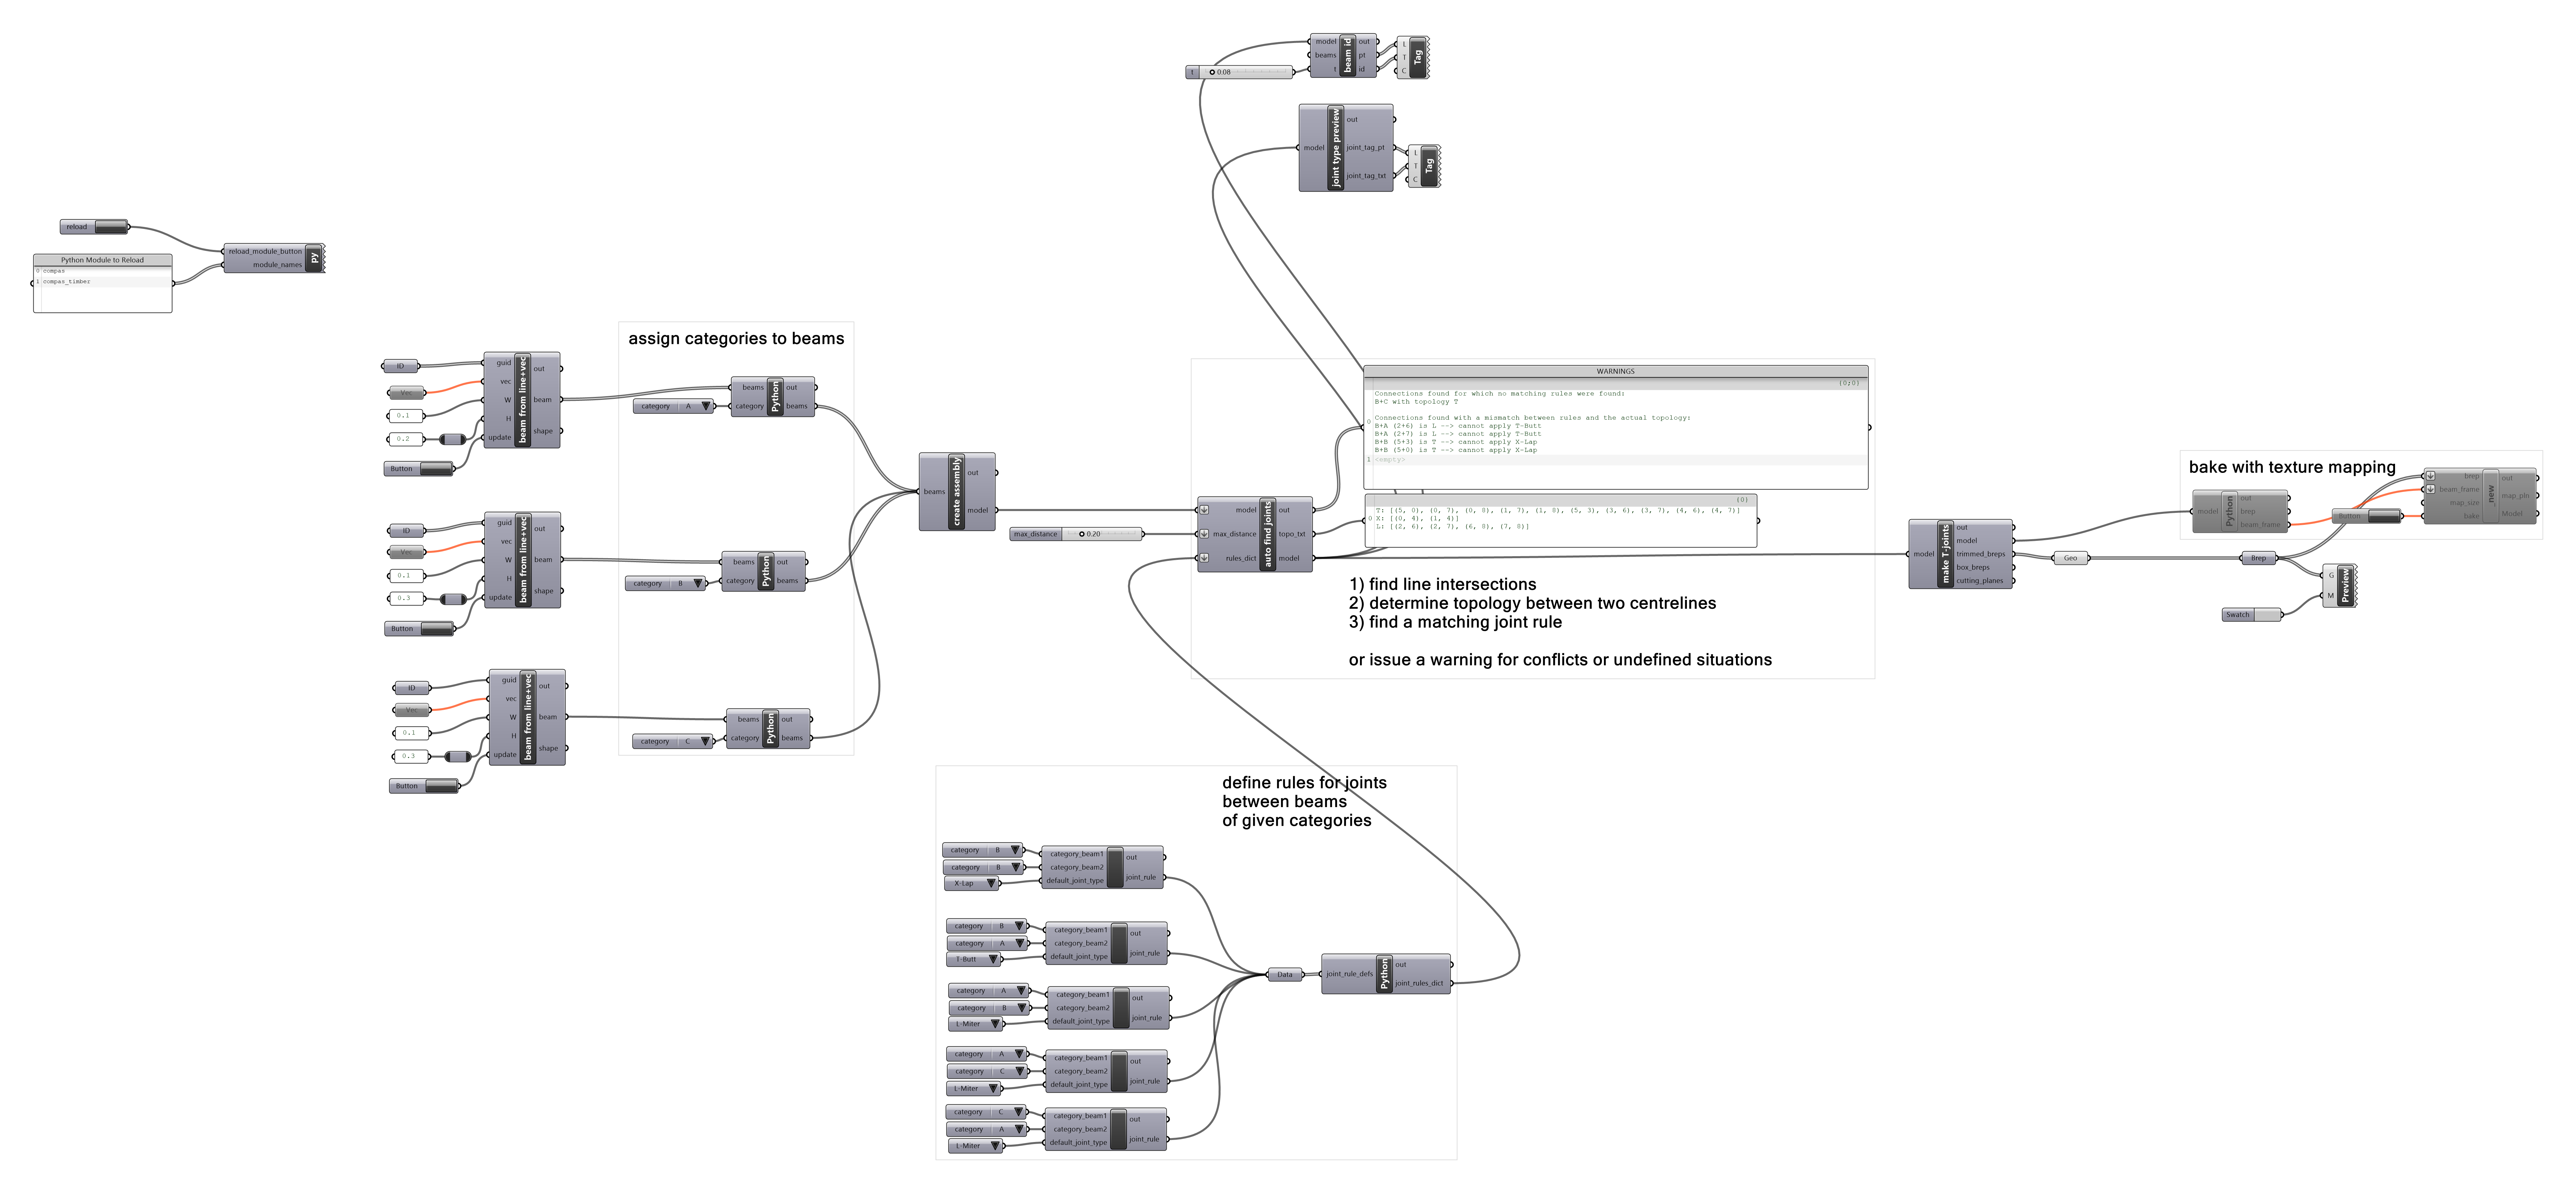 model
beams
t
beam id
out
pt
id
L
T
C
Tag
t
0.08
model
joint type preview
out
joint_tag_pt
joint_tag_txt
L
T
C
Tag
reload
reload_module_button
module_names
py
Python Module to Reload
0 compas
1 compas_timber
ID
Vec
0.1
0.2
Button
guid
vec
W
H
update
beam from line+vec
out
beam
shape
ID
Vec
0.1
0.3
Button
guid
vec
W
H
update
beam from line+vec
out
beam
shape
ID
Vec
0.1
0.3
Button
guid
vec
W
H
update
beam from line+vec
out
beam
shape
assign categories to beams
category A
beams
category
Python
out
beams
category B
beams
category
Python
out
beams
category C
beams
category
Python
out
beams
beams
create assembly
out
model
max_distance
0.20
model
max_distance
rules_dict
auto find joints
out
topo_txt
model
WARNINGS
{0;0}
0
Connections found for which no matching rules were found:
B+C with topology T
Connections found with a mismatch between rules and the actual topology:
B+A (2+6) is L --> cannot apply T-Butt
B+A (2+7) is L --> cannot apply T-Butt
B+B (5+3) is T --> cannot apply X-Lap
B+B (5+0) is T --> cannot apply X-Lap
1 <empty>
{0}
0
T: [(5, 0), (0, 7), (0, 8), (1, 7), (1, 8), (5, 3), (3, 6), (3, 7), (4, 6), (4, 7)]
X: [(0, 4), (1, 4)]
L: [(2, 6), (2, 7), (6, 8), (7, 8)]
1) find line intersections
2) determine topology between two centrelines
3) find a matching joint rule
or issue a warning for conflicts or undefined situations
define rules for joints
between beams
of given categories
category B
category B
X-Lap
category_beam1
category_beam2
default_joint_type
out
joint_rule
category B
category A
T-Butt
category_beam1
category_beam2
default_joint_type
out
joint_rule
category A
category B
L-Miter
category_beam1
category_beam2
default_joint_type
out
joint_rule
category A
category C
L-Miter
category_beam1
category_beam2
default_joint_type
out
joint_rule
category C
category A
L-Miter
category_beam1
category_beam2
default_joint_type
out
joint_rule
Data
joint_rule_defs
Python
out
joint_rules_dict
model
make T-joints
out
model
trimmed_breps
box_breps
cutting_planes
Geo
Brep
Swatch
G
M
Preview
bake with texture mapping
model
Python
out
brep
beam_frame
Button
brep
beam_frame
map_size
bake
new
out
map_pln
Model